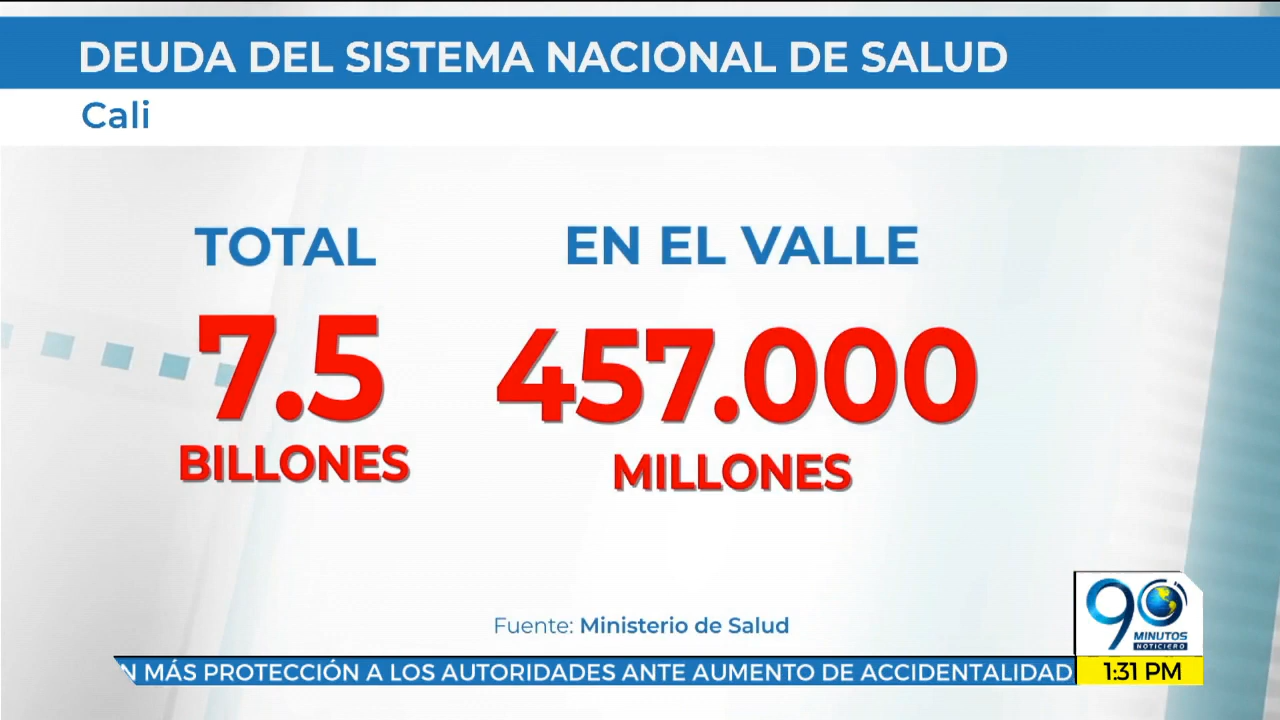 DEUDA DEL SISTEMA NACIONAL DE SALUD
Cali
TOTAL
7.5
BILLONES
EN EL VALLE
457.000
MILLONES
Fuente: Ministerio de Salud
90
MINUTOS
NOTICIERO
N MÁS PROTECCIÓN A LOS AUTORIDADES ANTE AUMENTO DE ACCIDENTALIDAD
1:31 PM